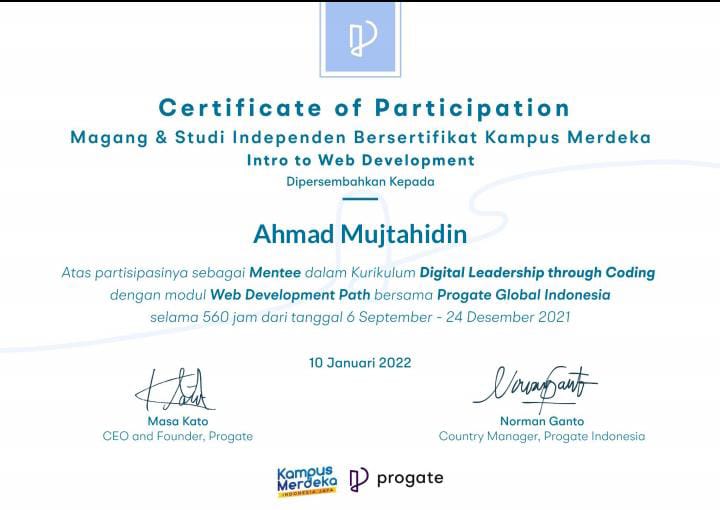 Certificate of Participation
Magang & Studi Independen Bersertifikat Kampus Merdeka
Intro to Web Development
Dipersembahkan Kepada
Ahmad Mujtahidin
Atas partisipasinya sebagai Mentee dalam Kurikulum Digital Leadership through Coding
dengan modul Web Development Path bersama Progate Global Indonesia
selama 560 jam dari tanggal 6 September - 24 Desember 2021
10 Januari 2022
Masa Kato
CEO and Founder, Progate
Norman Ganto
Country Manager, Progate Indonesia
Kampus
Merdeka
INDONESIA JAYA
progate